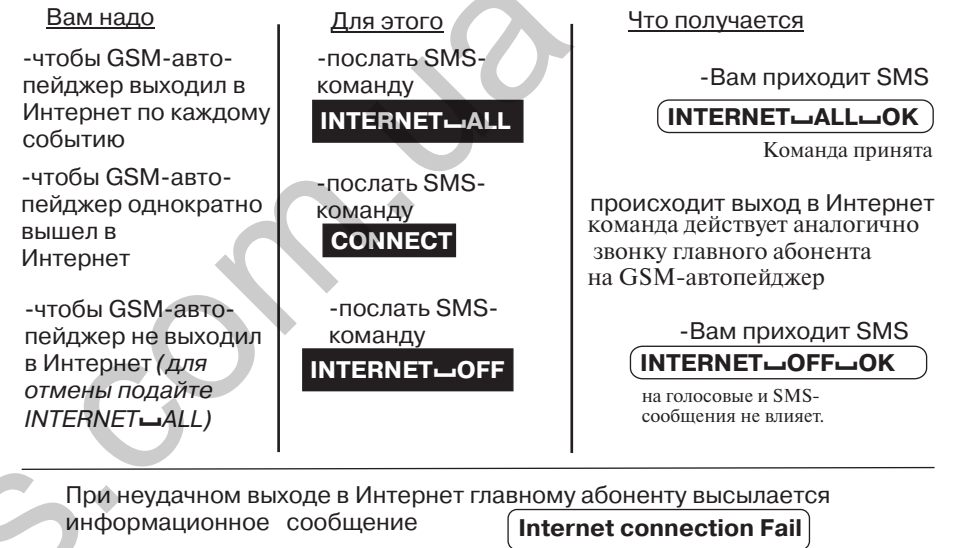 Вам надо
-чтобы GSM-авто-
пейджер выходил в
Интернет по каждому
событию
-чтобы GSM-авто-
пейджер однократно
вышел в
Интернет
-чтобы GSM-авто-
пейджер не выходил
в Интернет (для
отмены подайте
INTERNET␣ALL)
Для этого
-послать SMS-
команду
INTERNET␣ALL
-послать SMS-
команду
CONNECT
-послать SMS-
команду
INTERNET␣OFF
Что получается
-Вам приходит SMS
INTERNET␣ALL␣OK
Команда принята
происходит выход в Интернет
команда действует аналогично
звонку главного абонента
на GSM-автопейджер
-Вам приходит SMS
INTERNET␣OFF␣OK
на голосовые и SMS-
сообщения не влияет.
При неудачном выходе в Интернет главному абоненту высылается
информационное сообщение Internet connection Fail
s.com.ua